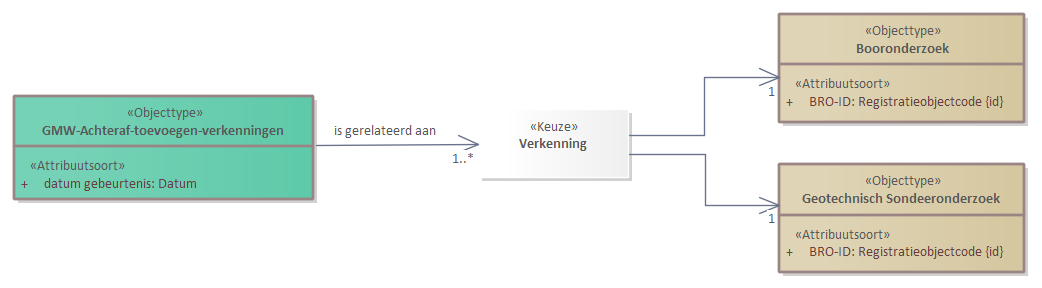 «Objecttype»
GMW-Achteraf-toevoegen-verkenningen
«Attribuutsoort»
+ datum gebeurtenis: Datum
is gerelateerd aan
1..*
«Keuze»
Verkenning
«Objecttype»
Booronderzoek
«Attribuutsoort»
+ BRO-ID: Registratieobjectcode {id}
1
«Objecttype»
Geotechnisch Sondeeronderzoek
«Attribuutsoort»
+ BRO-ID: Registratieobjectcode {id}
1